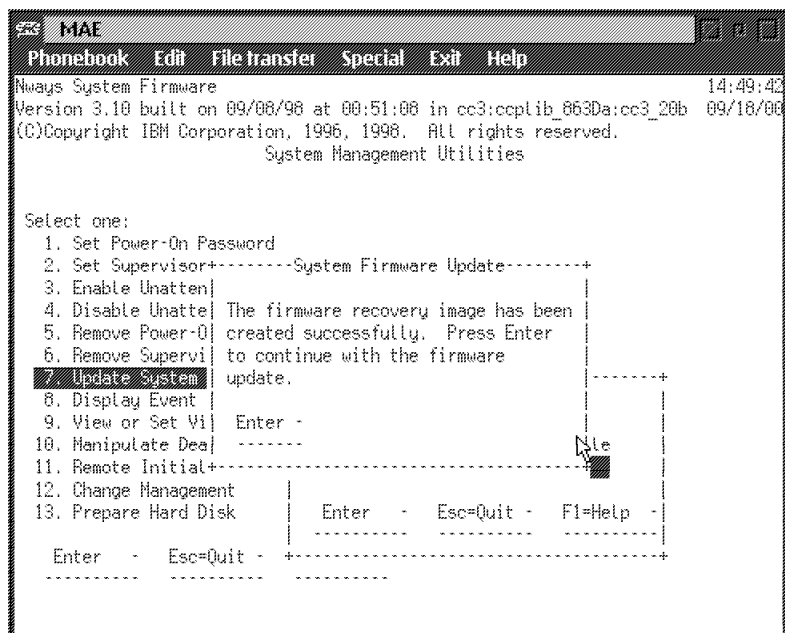 MAE
Phonebook Edit File transfer Special Exit Help
Nways System Firmware 14:49:42
Version 3.10 built on 09/08/98 at 00:51:08 in cc3:ccplib_863Da:cc3_20b 09/18/00
(C)Copyright IBM Corporation, 1996, 1998. All rights reserved.
System Management Utilities
Select one:
1. Set Power-On Password
2. Set Supervisor+--------System Firmware Update--------+
3. Enable Unatten|
4. Disable Unatte| The firmware recovery image has been |
5. Remove Power-O| created successfully. Press Enter |
6. Remove Supervi| to continue with the firmware |
7. Update System | update. |-------+
8. Display Event | | |
9. View or Set Vi| Enter - | |
10. Manipulate Dea| ------- le |
11. Remote Initial+---------------------------------------+
12. Change Management | |
13. Prepare Hard Disk | Enter - Esc=Quit - F1=Help -|
| ---------- ---------- ----------|
Enter - Esc=Quit - +---------------------------------------+
---------- ---------- ----------